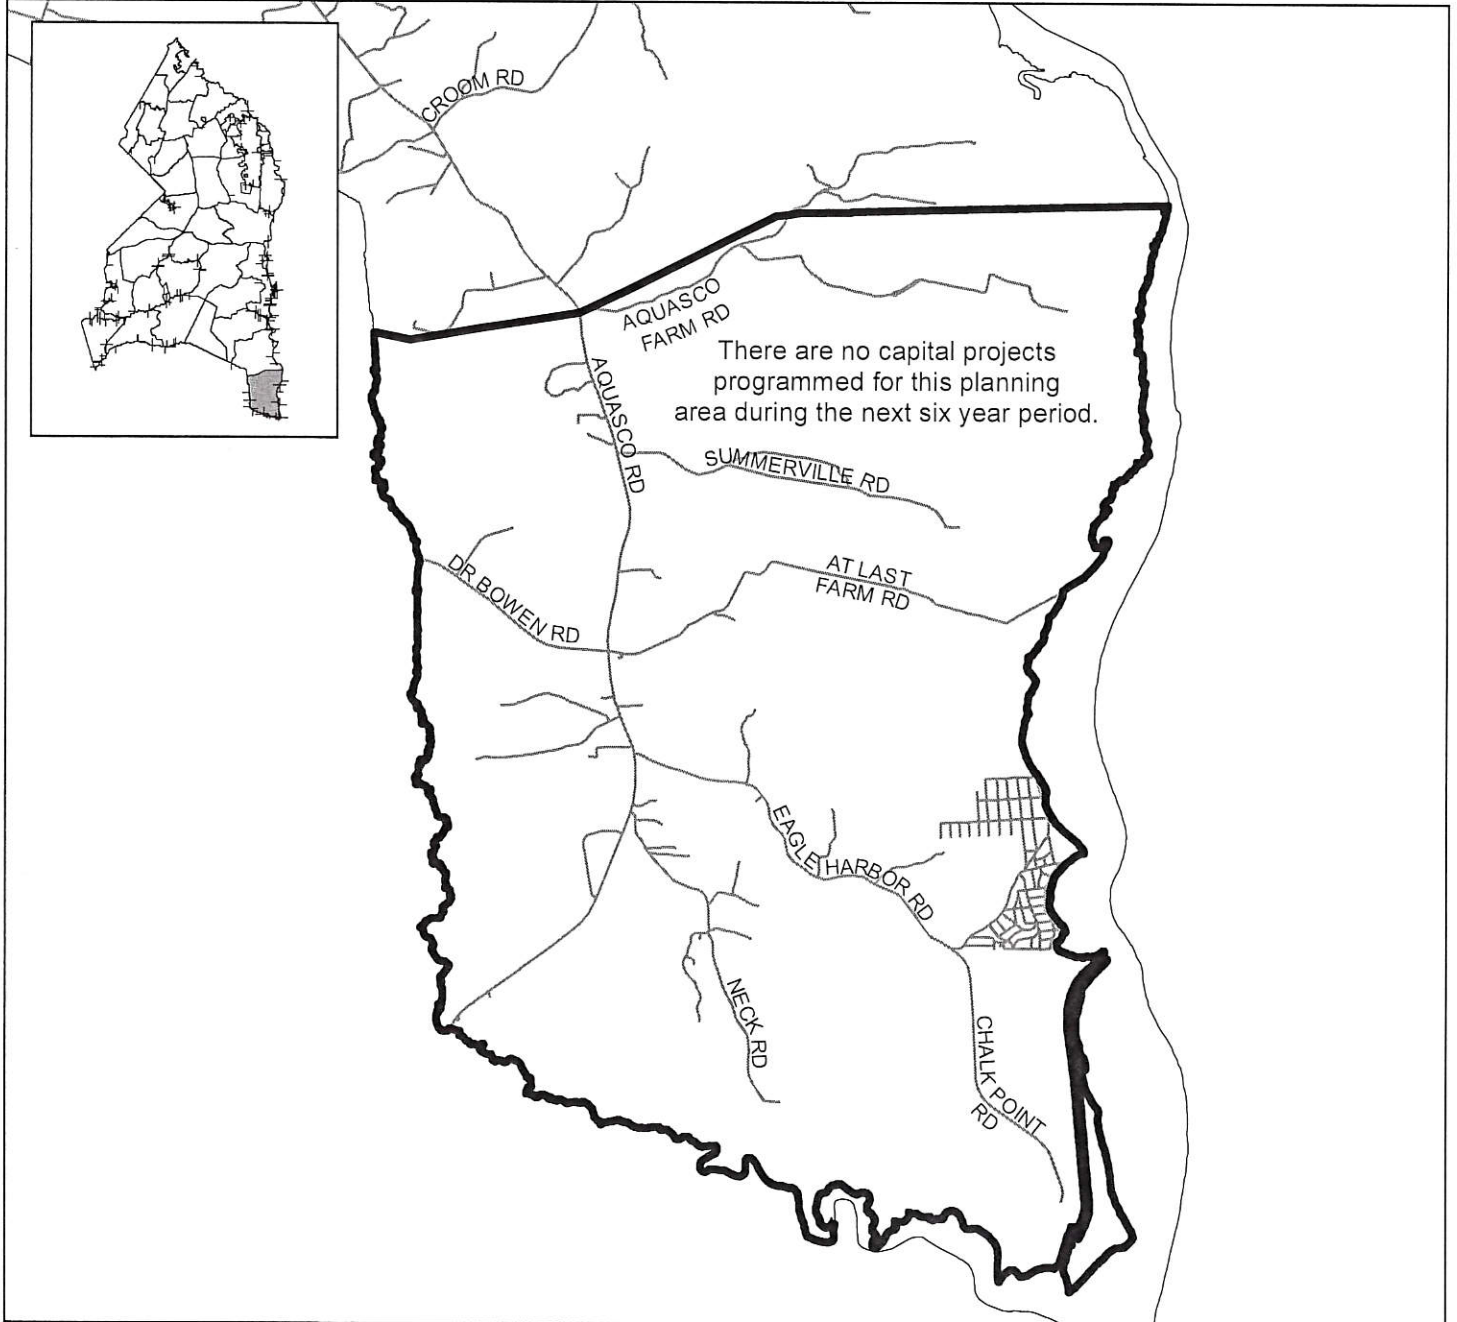 CROOM RD
AQUASCO
FARM RD
There are no capital projects
programmed for this planning
area during the next six year period.
AQUASCO RD
SUMMERVILLE RD
DR BOWEN RD
AT LAST
FARM RD
EAGLE HARBOR RD
NECK RD
CHALK POINT
RD